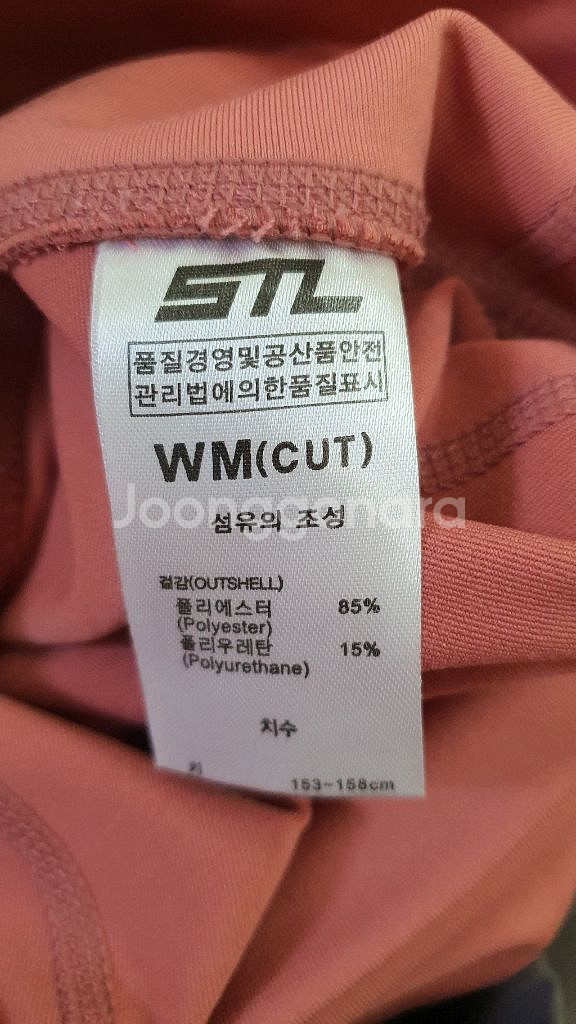 STL
품질경영및공산품안전
관리법에의한품질표시
WM(CUT)
Joonggonara
섬유의 조성
겉감(OUTSHELL)
폴리에스터 85%
(Polyester)
폴리우레탄 15%
(Polyurethane)
치수
키 153~158cm